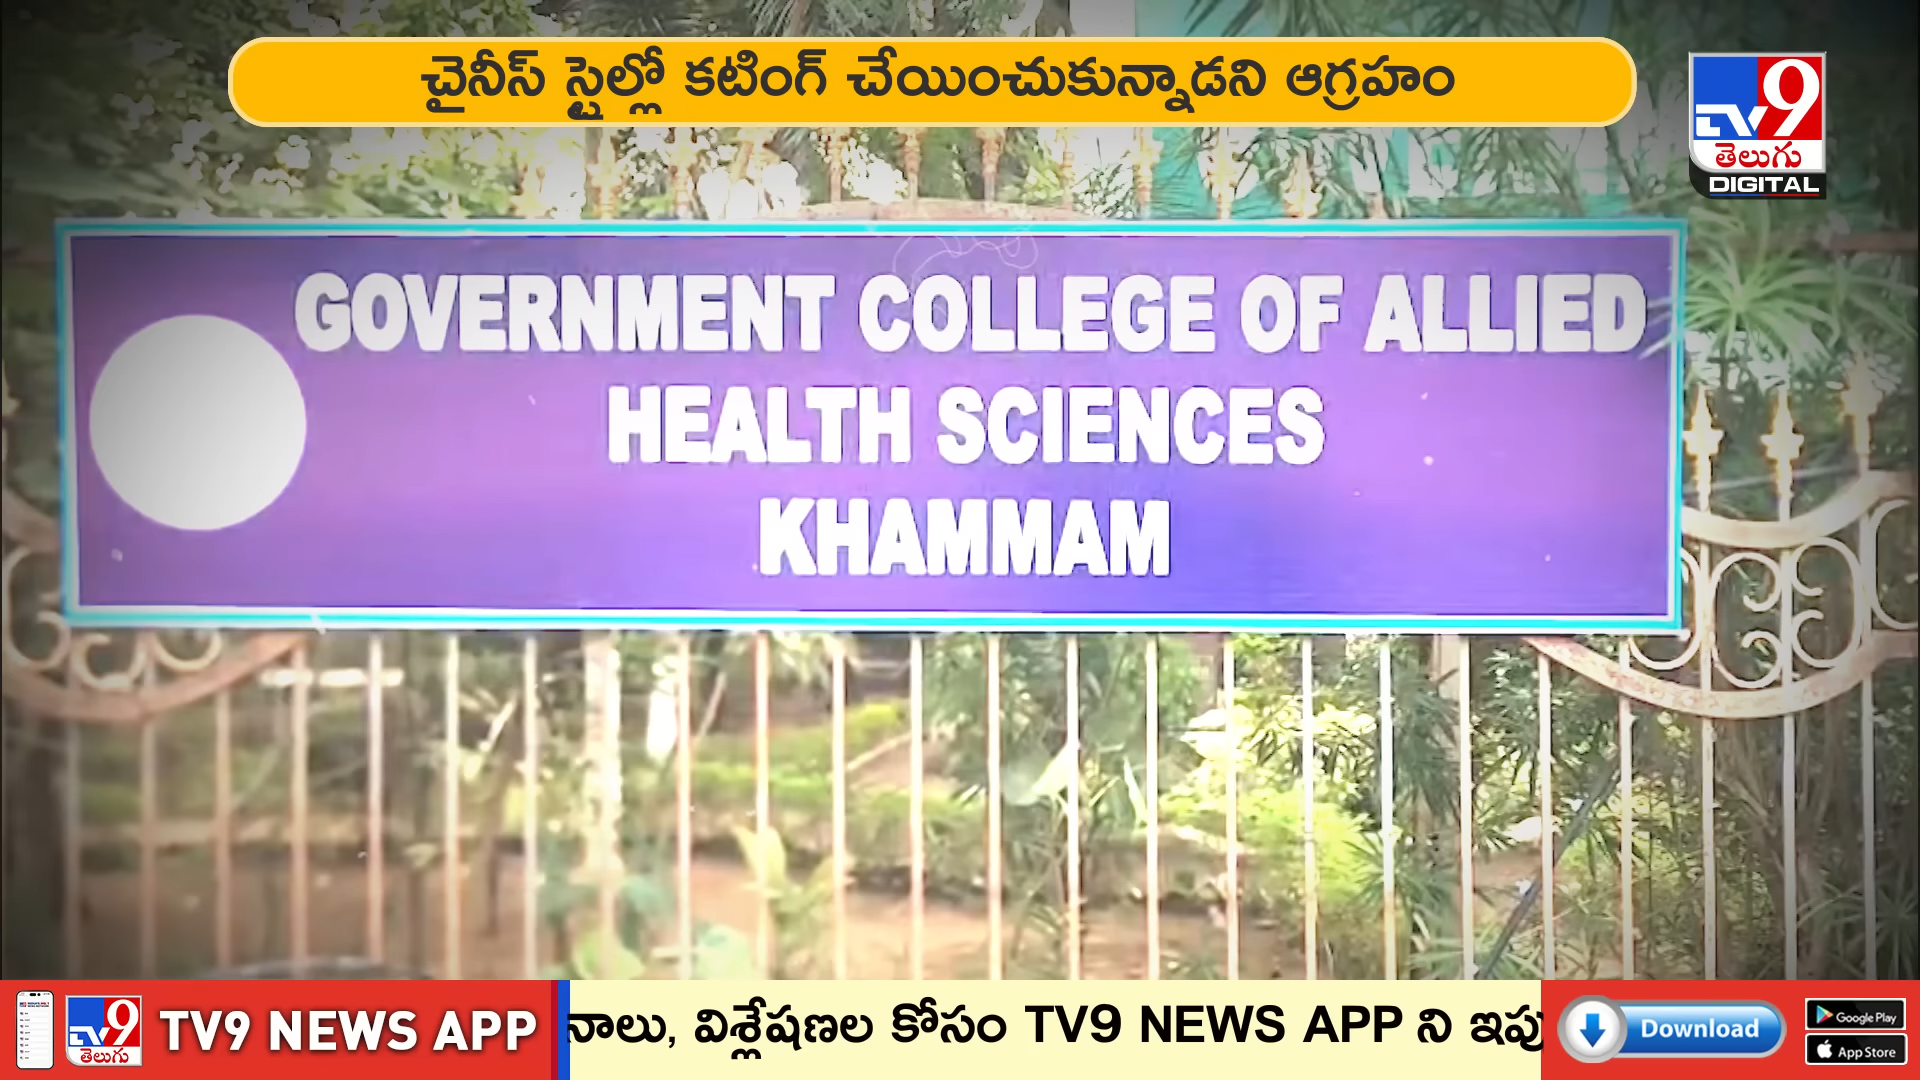 చైనీస్ స్టైల్లో కటింగ్ చేయించుకున్నాడని ఆగ్రహం
TV9
తెలుగు
DIGITAL
GOVERNMENT COLLEGE OF ALLIED
HEALTH SCIENCES
KHAMMAM
TV9
తెలుగు
TV9 NEWS APP
నాలు, విశ్లేషణల కోసం TV9 NEWS APP ని ఇపు
Download
Google Play
App Store